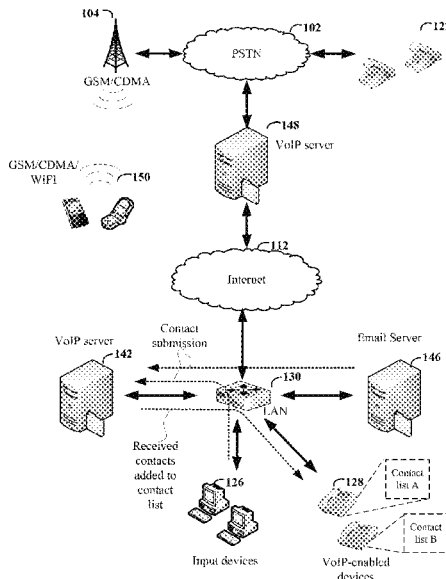 104
102
PSTN
GSM/CDMA
148
VoIP server
GSM/CDMA/
WiFI
150
112
Internet
VoIP server
142
Contact
submission
Email Server
146
130
LAN
Received
contacts
added to
contact
list
126
Input devices
128
Contact
list A
Contact
list B
VoIP-enabled
devices